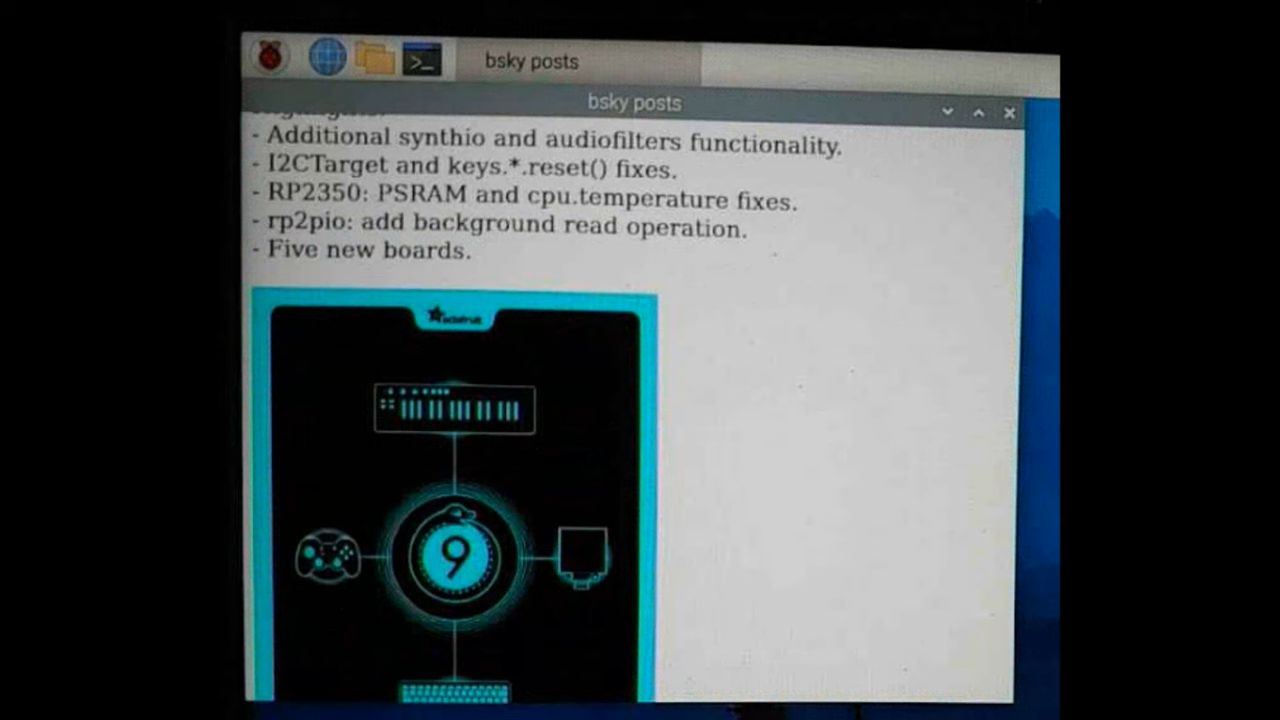 bsky posts
bsky posts
- Additional synthio and audiofilters functionality.
- I2CTarget and keys.*.reset() fixes.
- RP2350: PSRAM and cpu.temperature fixes.
- rp2pio: add background read operation.
- Five new boards.
adafruit
9